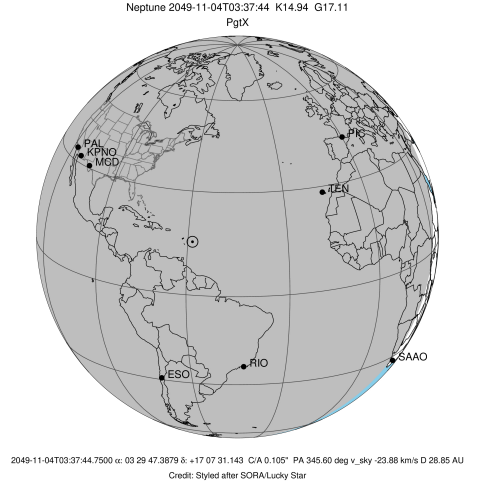 Neptune 2049-11-04T03:37:44 K14.94 G17.11
PgtX
PAL
KPNO
MCD
TEN
ESO
RIO
SAAO
2049-11-04T03:37:44.7500 α: 03 29 47.3879 δ: +17 07 31.143 C/A 0.105" PA 345.60 deg v_sky -23.88 km/s D 28.85 AU
Credit: Styled after SORA/Lucky Star